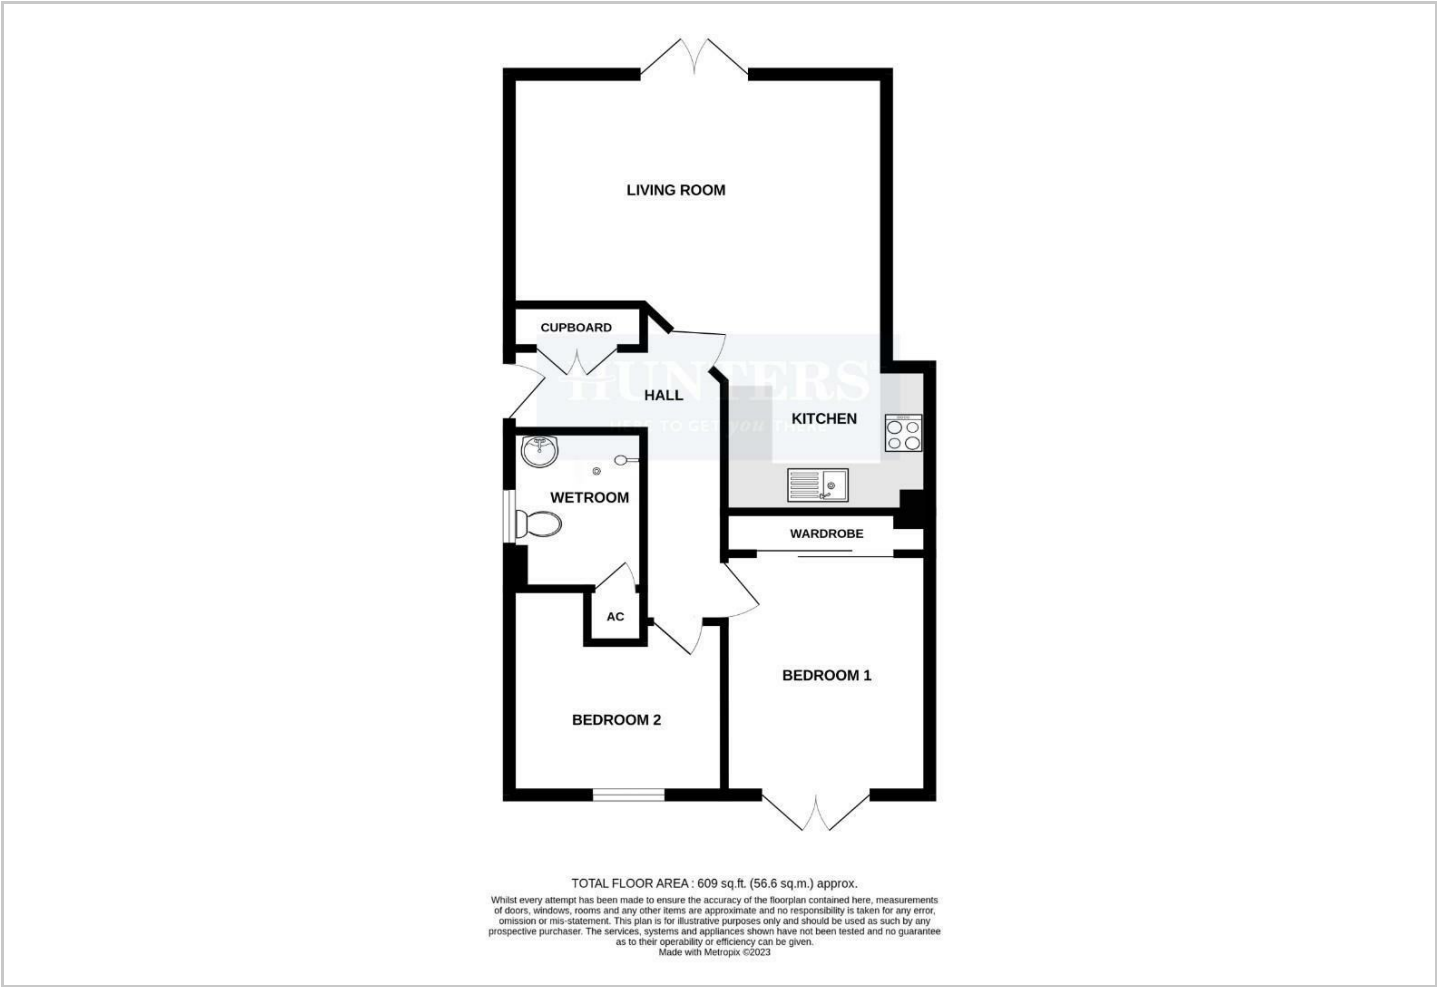 LIVING ROOM
CUPBOARD
HUNTERS
HALL
KITCHEN
HERE TO GET you THERE
WETROOM
WARDROBE
AC
BEDROOM 1
BEDROOM 2
TOTAL FLOOR AREA : 609 sq.ft. (56.6 sq.m.) approx.
Whilst every attempt has been made to ensure the accuracy of the floorplan contained here, measurements
of doors, windows, rooms and any other items are approximate and no responsibility is taken for any error,
omission or mis-statement. This plan is for illustrative purposes only and should be used as such by any
prospective purchaser. The services, systems and appliances shown have not been tested and no guarantee
as to their operability or efficiency can be given.
Made with Metropix ©2023